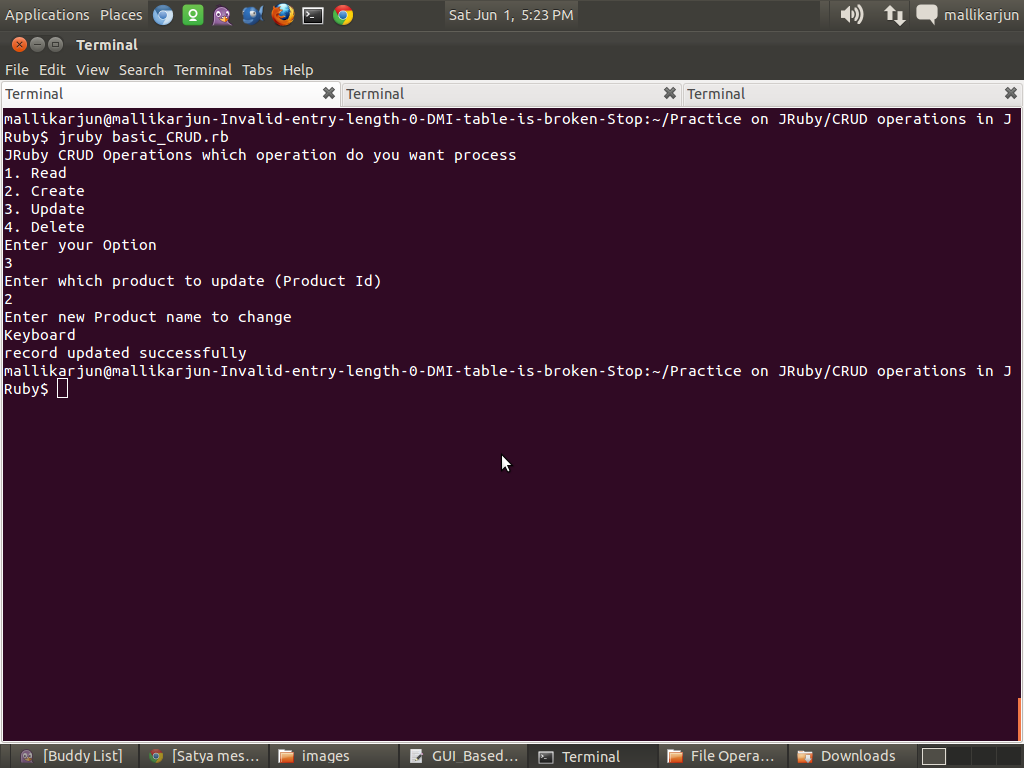 Applications Places Sat Jun 1, 5:23 PM mallikarjun
Terminal
File Edit View Search Terminal Tabs Help
Terminal Terminal Terminal
mallikarjun@mallikarjun-Invalid-entry-length-0-DMI-table-is-broken-Stop:~/Practice on JRuby/CRUD operations in J
Ruby$ jruby basic_CRUD.rb
JRuby CRUD Operations which operation do you want process
1. Read
2. Create
3. Update
4. Delete
Enter your Option
3
Enter which product to update (Product Id)
2
Enter new Product name to change
Keyboard
record updated successfully
mallikarjun@mallikarjun-Invalid-entry-length-0-DMI-table-is-broken-Stop:~/Practice on JRuby/CRUD operations in J
Ruby$
[Buddy List] [Satya mes... images GUI_Based... Terminal File Opera... Downloads